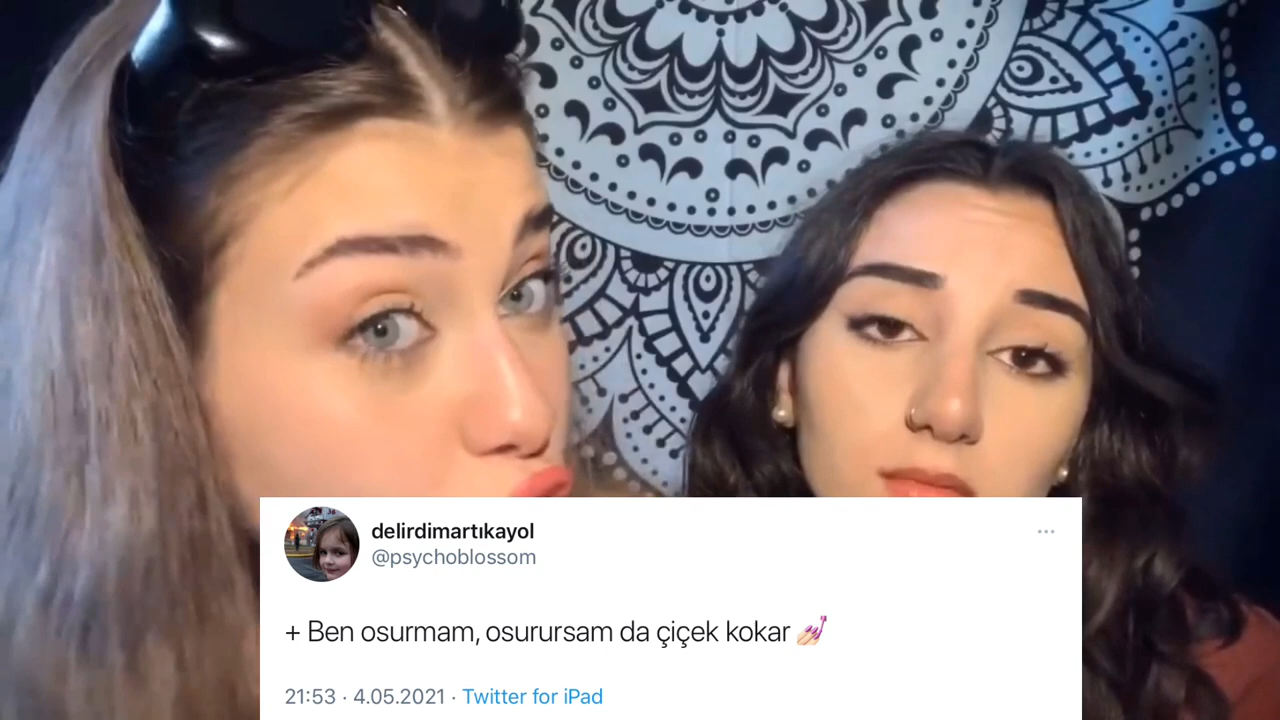 delirdimartıkayol
@psychoblossom
+ Ben osurmam, osurursam da çiçek kokar 💅🏻
21:53 · 4.05.2021 · Twitter for iPad